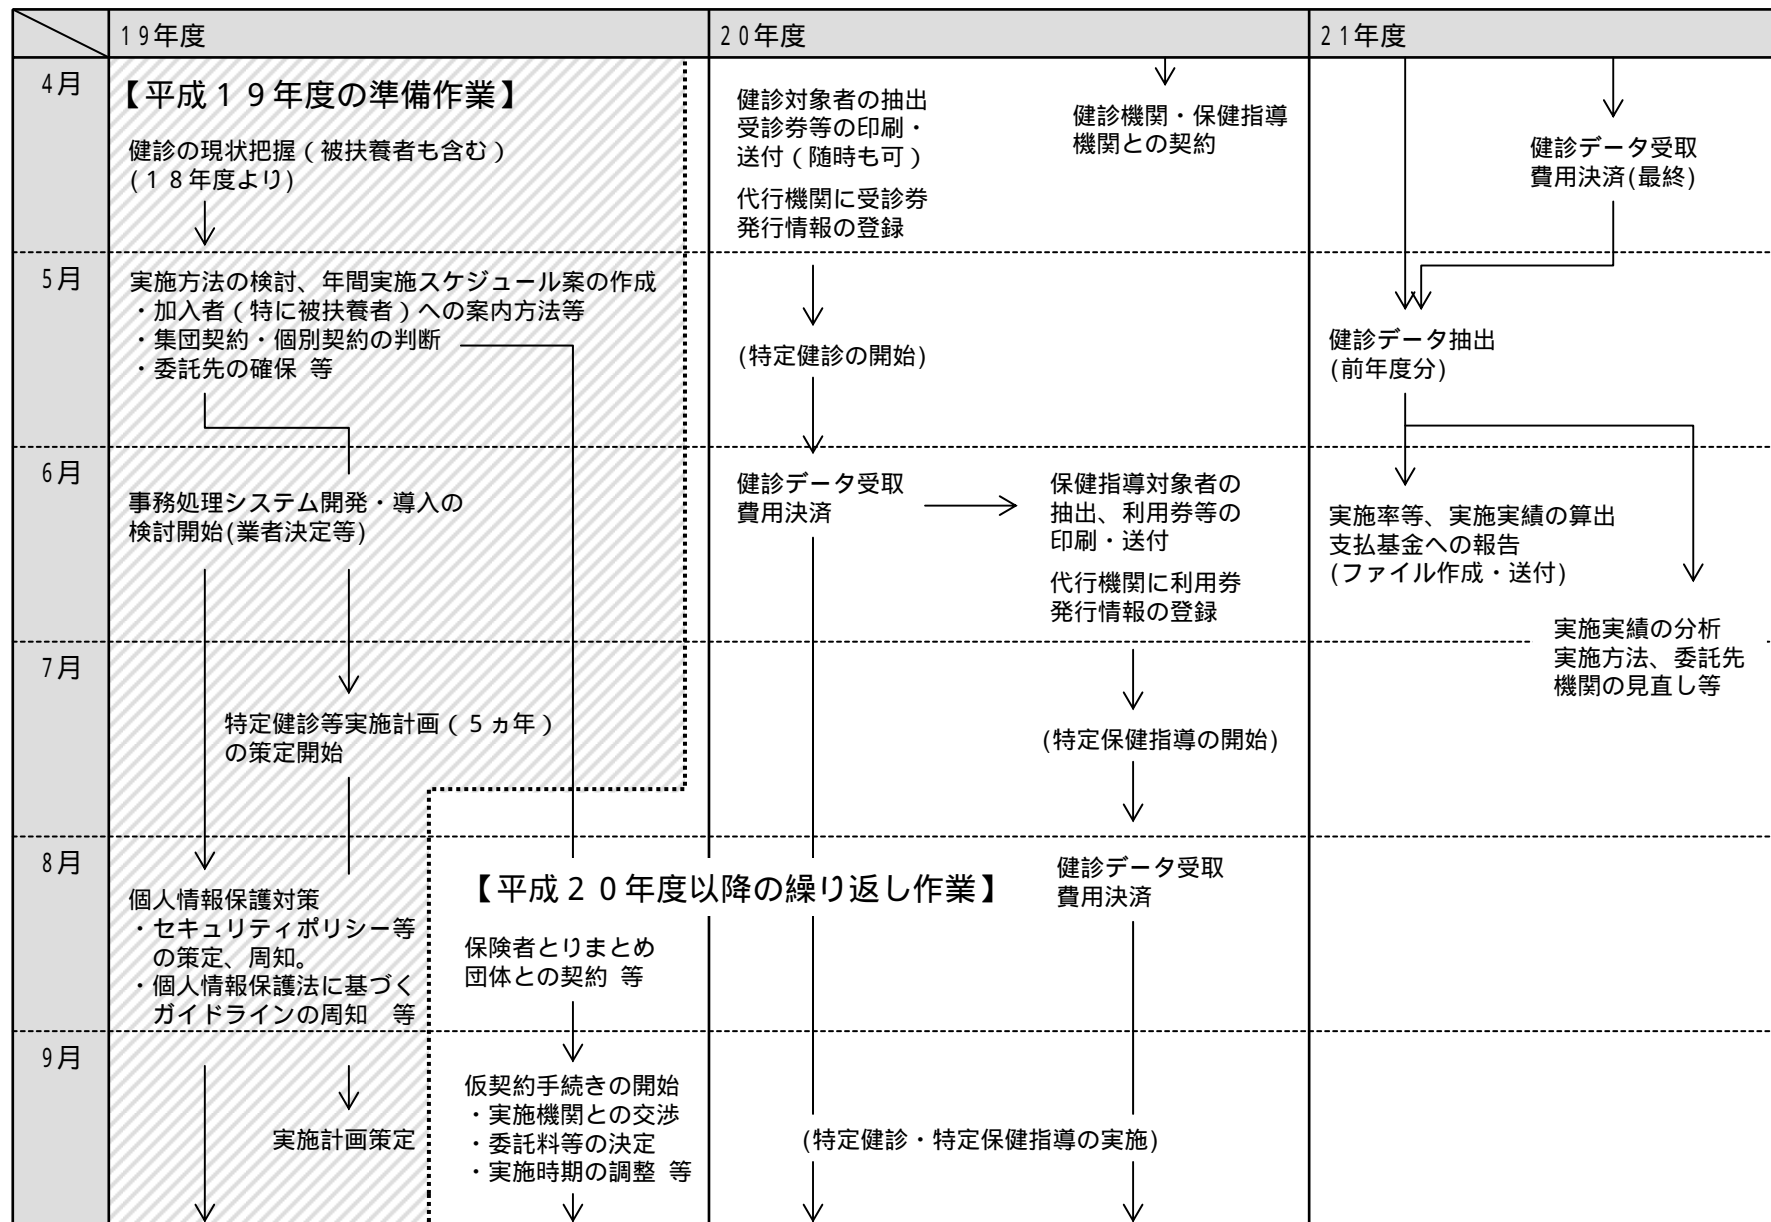 19年度
20年度
21年度
4月
【平成19年度の準備作業】
健診の現状把握(被扶養者も含む)
(18年度より)
5月
実施方法の検討、年間実施スケジュール案の作成
・加入者(特に被扶養者)への案内方法等
・集団契約・個別契約の判断
・委託先の確保 等
6月
事務処理システム開発・導入の
検討開始(業者決定等)
7月
特定健診等実施計画(5ヵ年)
の策定開始
8月
個人情報保護対策
・セキュリティポリシー等
の策定、周知。
・個人情報保護法に基づく
ガイドラインの周知 等
9月
実施計画策定
【平成20年度以降の繰り返し作業】
保険者とりまとめ
団体との契約 等
仮契約手続きの開始
・実施機関との交渉
・委託料等の決定
・実施時期の調整 等
健診対象者の抽出
受診券等の印刷・
送付(随時も可)
代行機関に受診券
発行情報の登録
健診機関・保健指導
機関との契約
(特定健診の開始)
健診データ受取
費用決済
保健指導対象者の
抽出、利用券等の
印刷・送付
代行機関に利用券
発行情報の登録
(特定保健指導の開始)
健診データ受取
費用決済
(特定健診・特定保健指導の実施)
健診データ受取
費用決済(最終)
健診データ抽出
(前年度分)
実施率等、実施実績の算出
支払基金への報告
(ファイル作成・送付)
実施実績の分析
実施方法、委託先
機関の見直し等